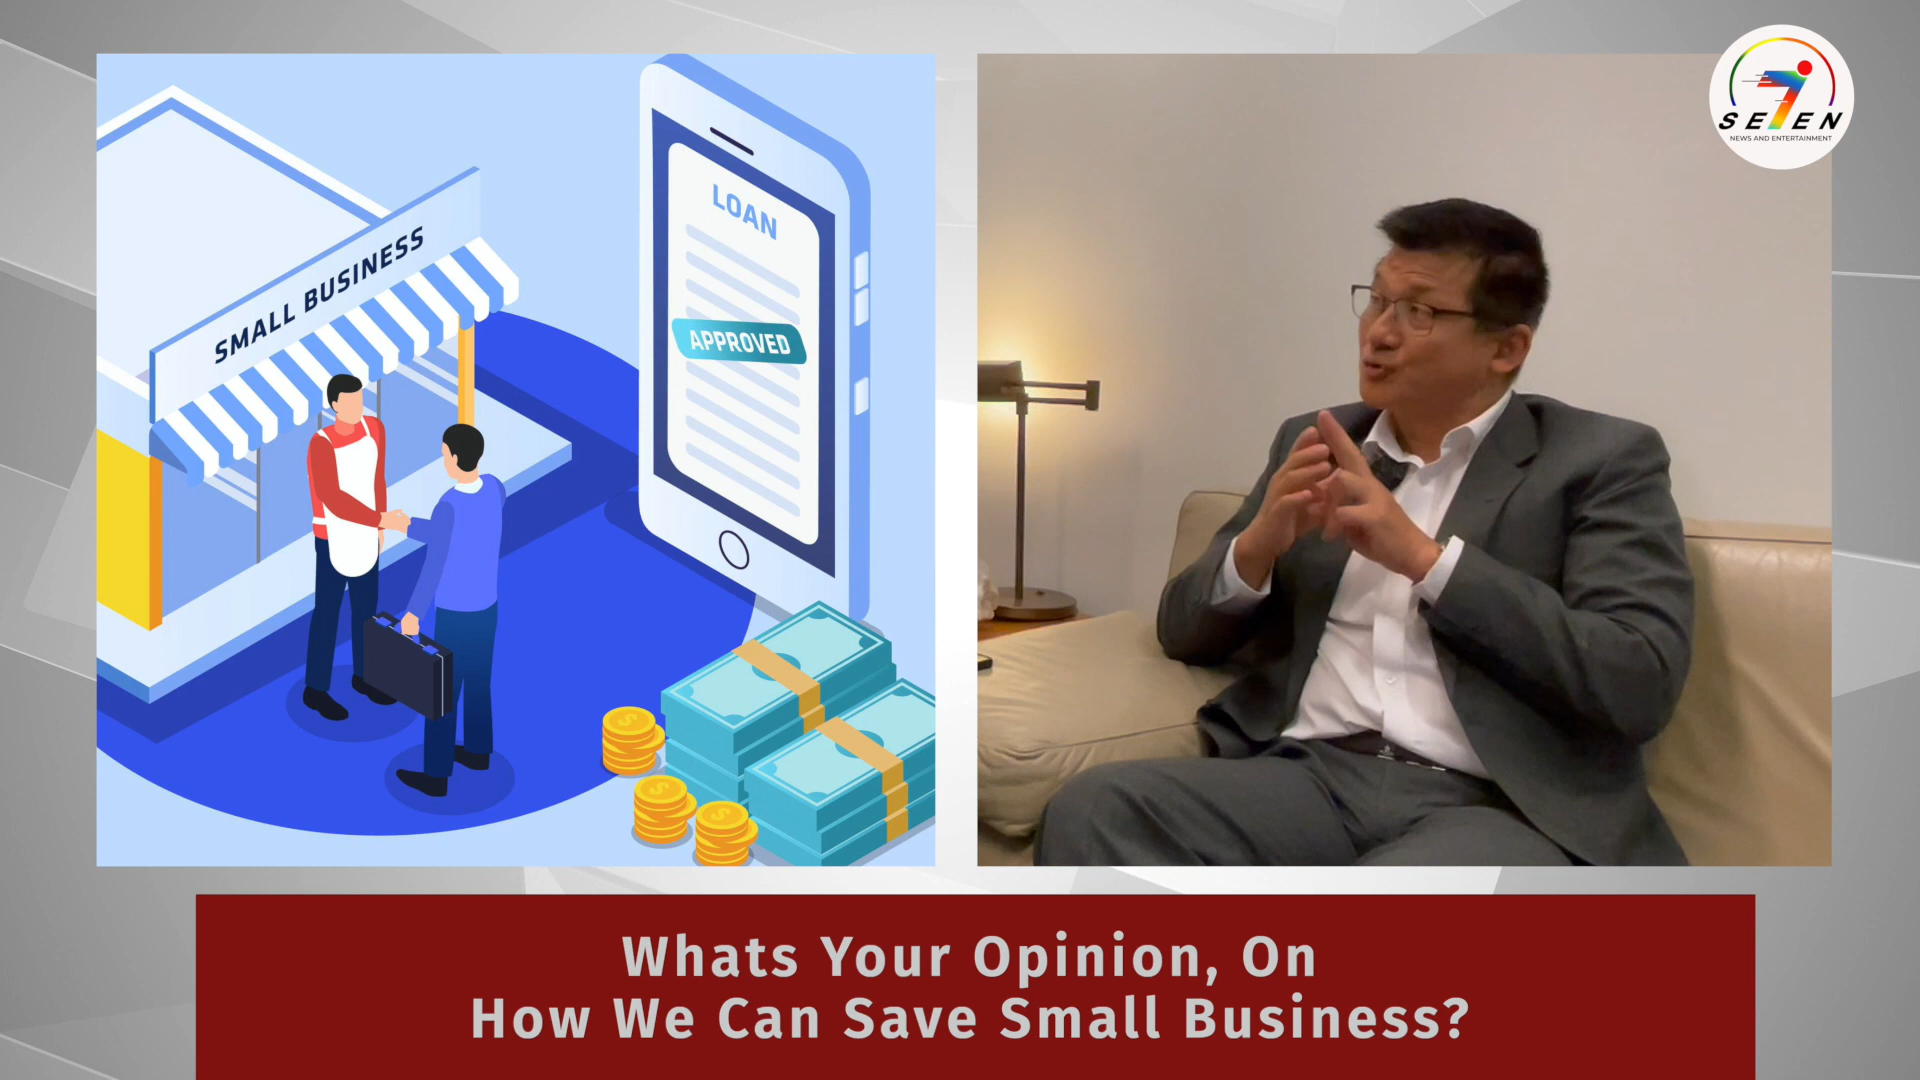 SMALL BUSINESS
LOAN
APPROVED
SE7EN
NEWS AND ENTERTAINMENT
Whats Your Opinion, On
How We Can Save Small Business?